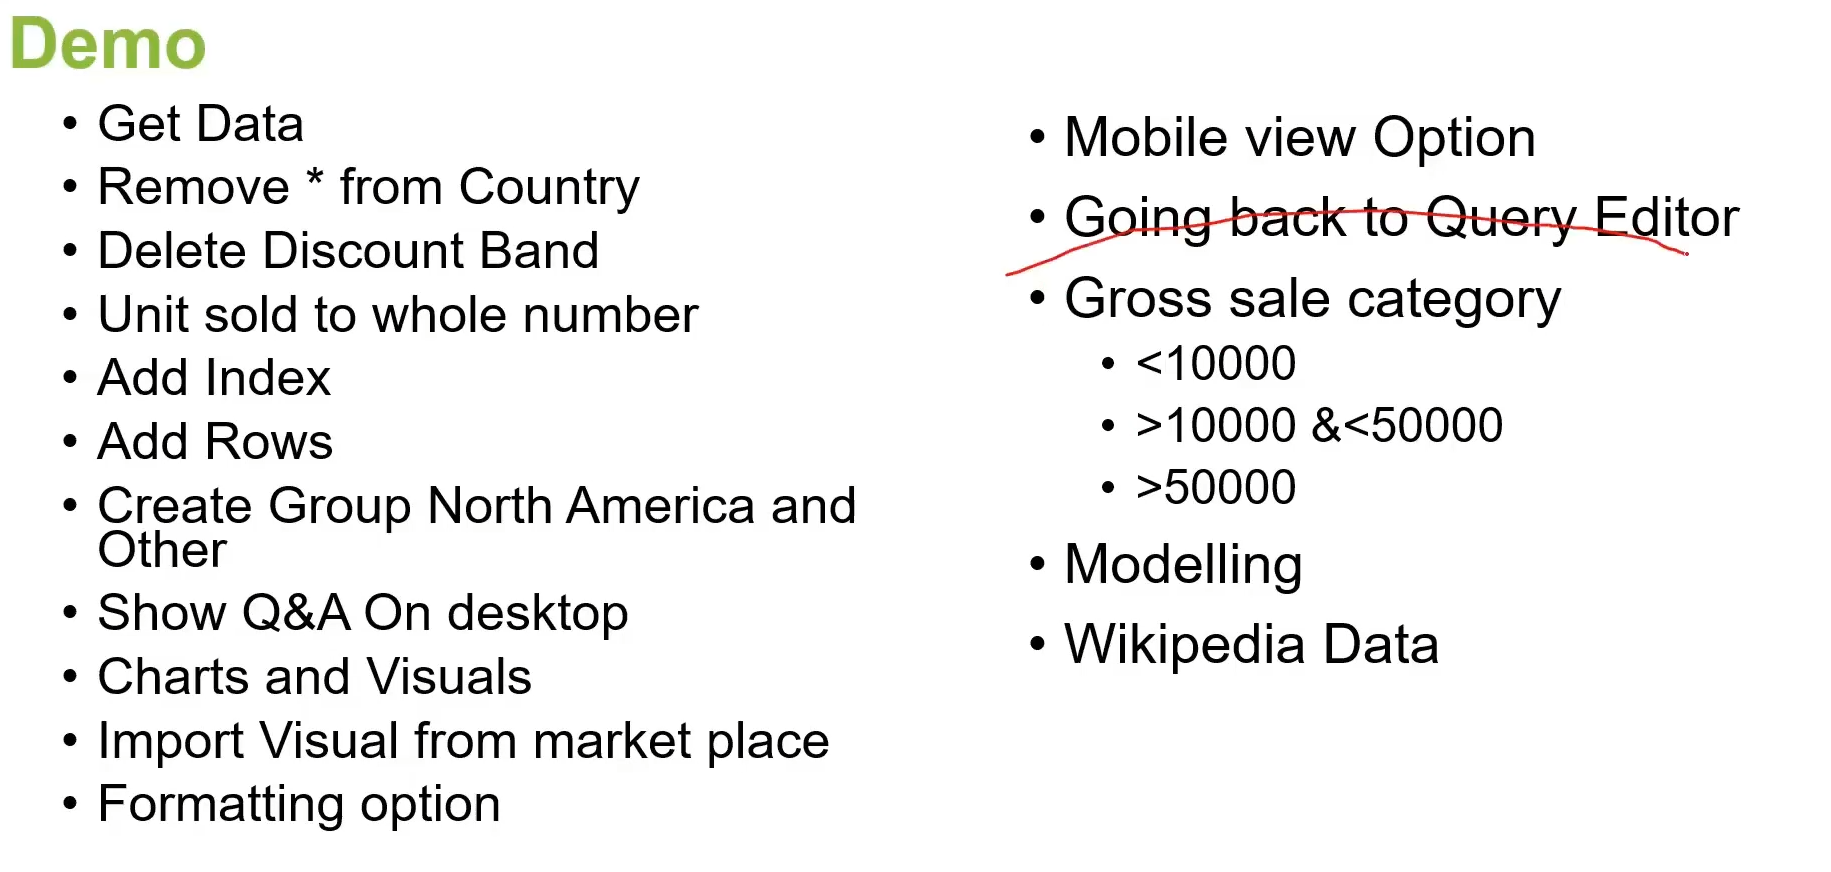 Demo
• Get Data
• Remove * from Country
• Delete Discount Band
• Unit sold to whole number
• Add Index
• Add Rows
• Create Group North America and
Other
• Show Q&A On desktop
• Charts and Visuals
• Import Visual from market place
• Formatting option
• Mobile view Option
• Going back to Query Editor
• Gross sale category
• <10000
• >10000 &<50000
• >50000
• Modelling
• Wikipedia Data